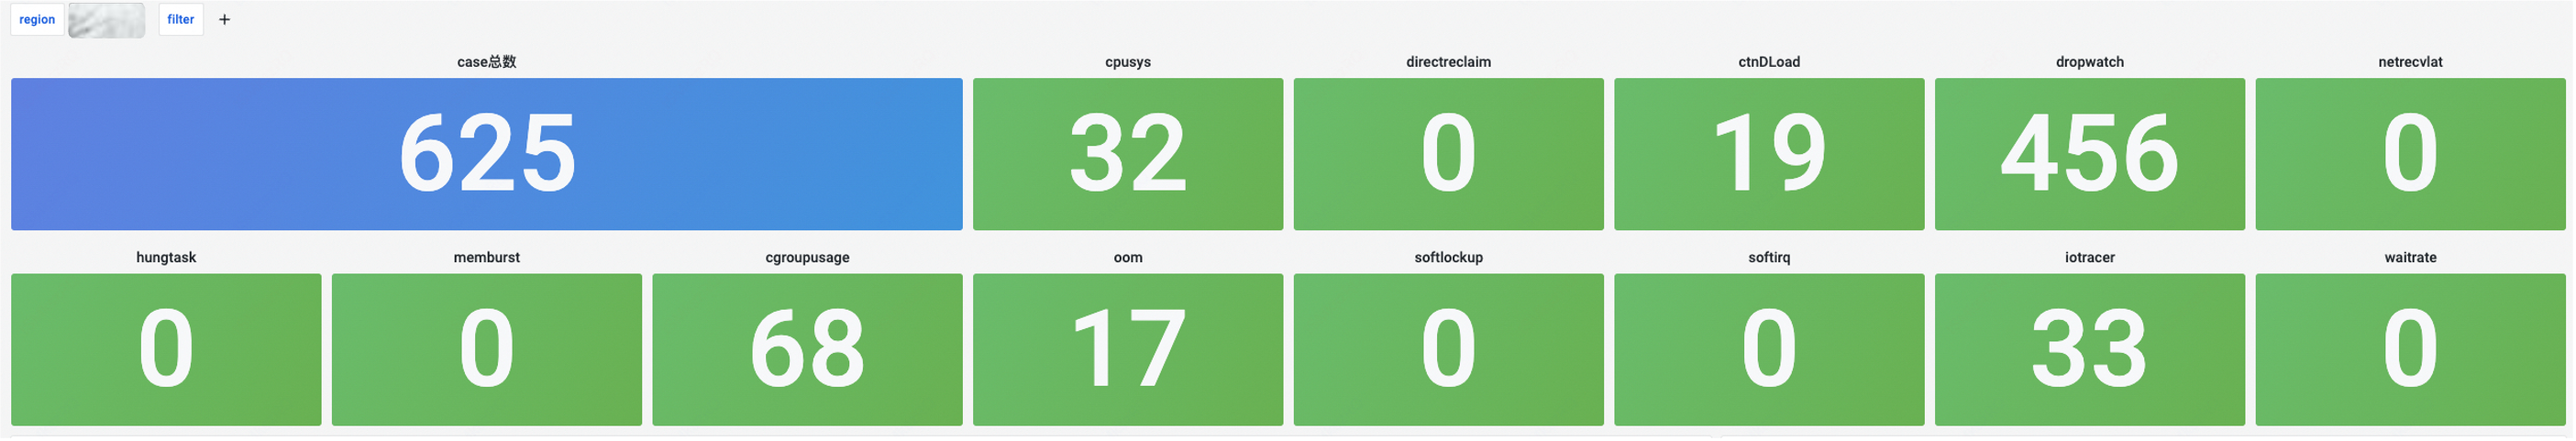 region filter +
case总数 cpusys directreclaim ctnDLoad dropwatch netrecvlat
625 32 0 19 456 0
hungtask memburst cgroupusage oom softlockup softirq iotracer waitrate
0 0 68 17 0 0 33 0